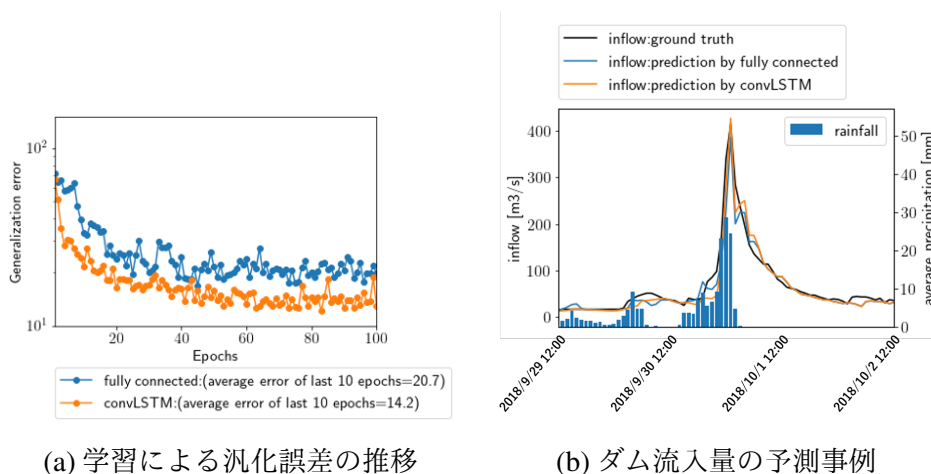 Generalization error
10²
10¹
20
40
60
80
100
Epochs
fully connected:(average error of last 10 epochs=20.7)
convLSTM:(average error of last 10 epochs=14.2)
(a) 学習による汎化誤差の推移
inflow:ground truth
inflow:prediction by fully connected
inflow:prediction by convLSTM
rainfall
inflow [m3/s]
400
300
200
100
0
50
40
30
20
10
0
average precipitation [mm]
2018/9/29 12:00
2018/9/30 12:00
2018/10/1 12:00
2018/10/2 12:00
(b) ダム流入量の予測事例